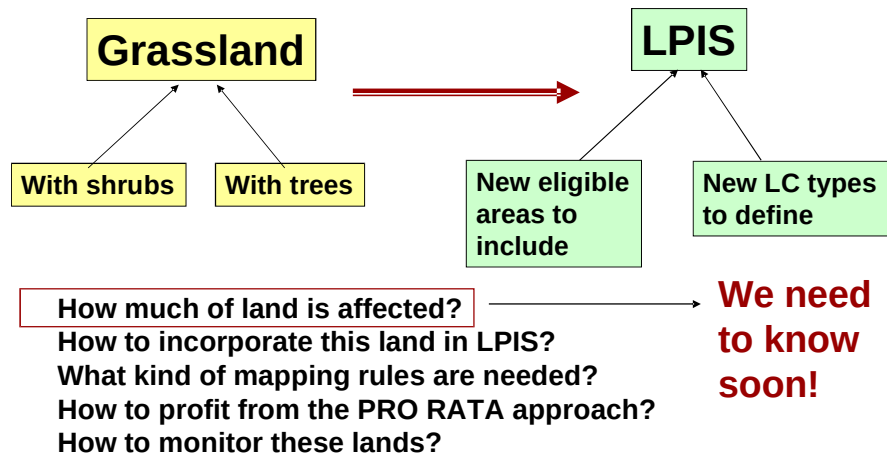 Grassland
LPIS
With shrubs
With trees
New eligible
areas to
include
New LC types
to define
How much of land is affected?
How to incorporate this land in LPIS?
What kind of mapping rules are needed?
How to profit from the PRO RATA approach?
How to monitor these lands?
We need
to know
soon!